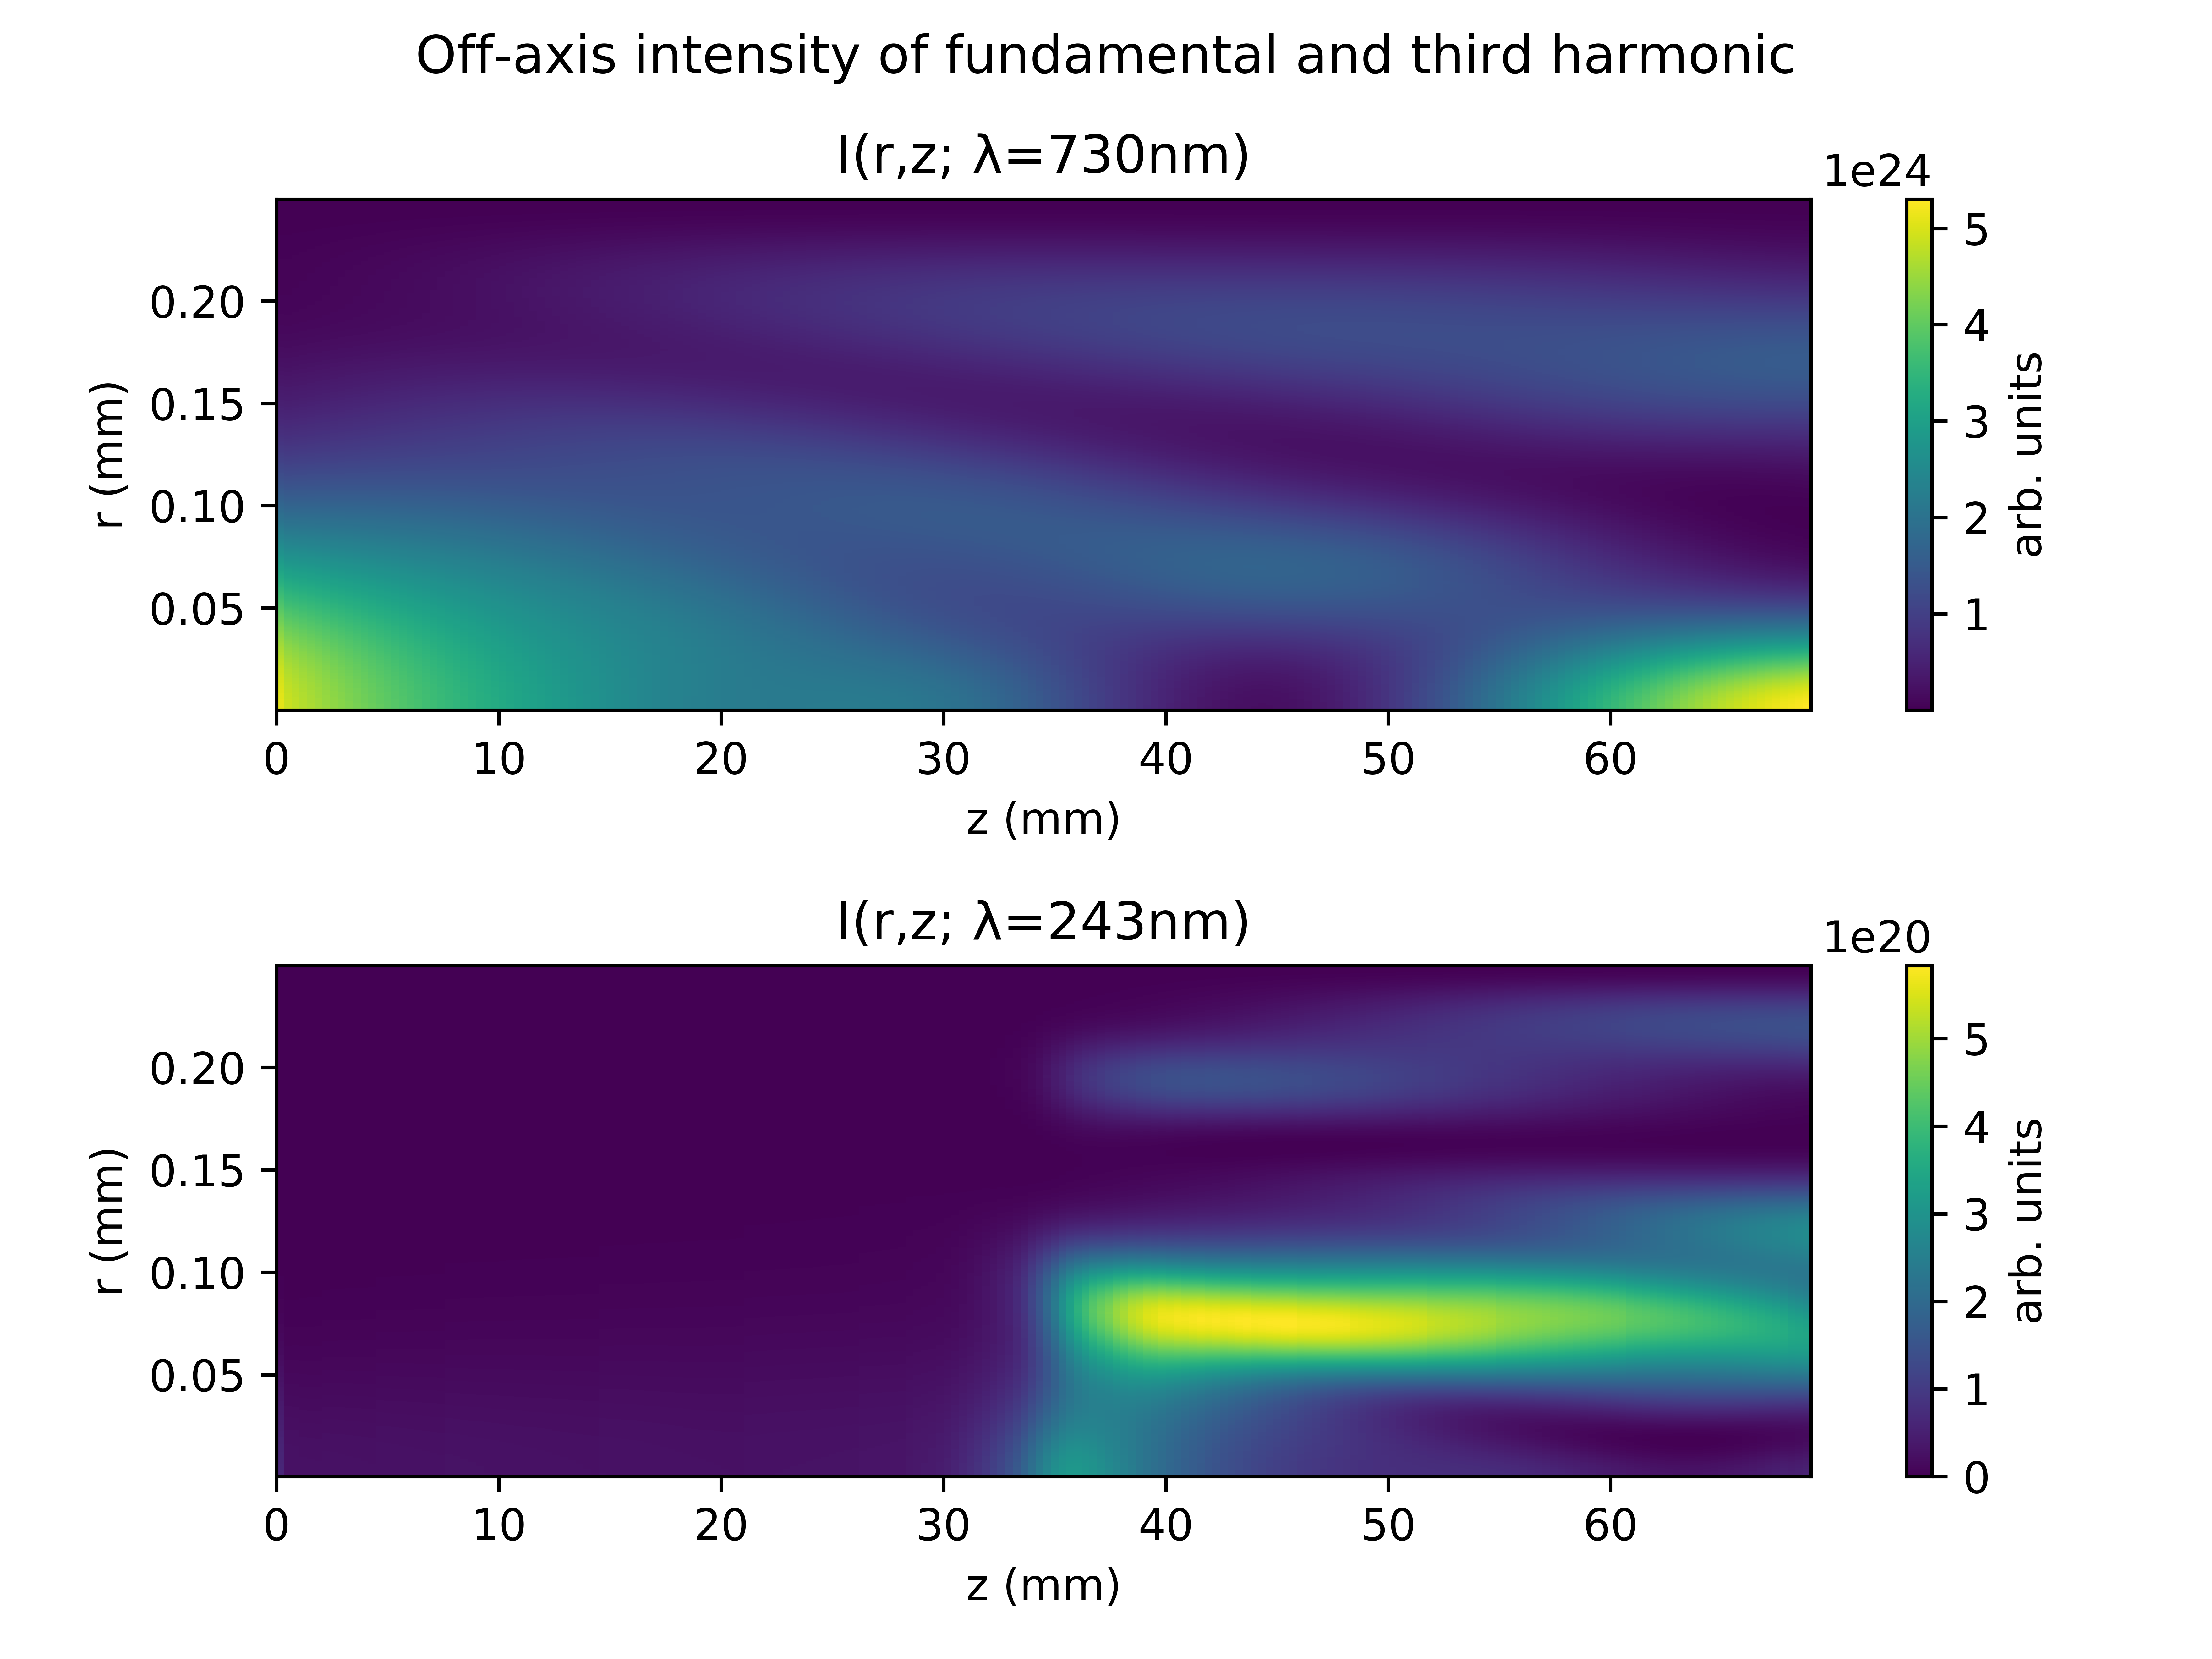 Off-axis intensity of fundamental and third harmonic
I(r,z; λ=730nm)
1e24
0.20
0.15
0.10
0.05
r (mm)
0 10 20 30 40 50 60
z (mm)
5
4
3
2
1
arb. units
I(r,z; λ=243nm)
1e20
0.20
0.15
0.10
0.05
r (mm)
0 10 20 30 40 50 60
z (mm)
5
4
3
2
1
0
arb. units